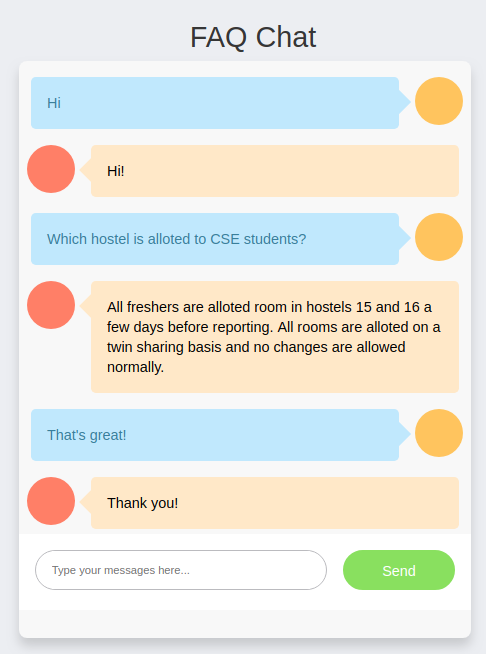 FAQ Chat
Hi
Hi!
Which hostel is alloted to CSE students?
All freshers are alloted room in hostels 15 and 16 a
few days before reporting. All rooms are alloted on a
twin sharing basis and no changes are allowed
normally.
That's great!
Thank you!
Type your messages here...
Send